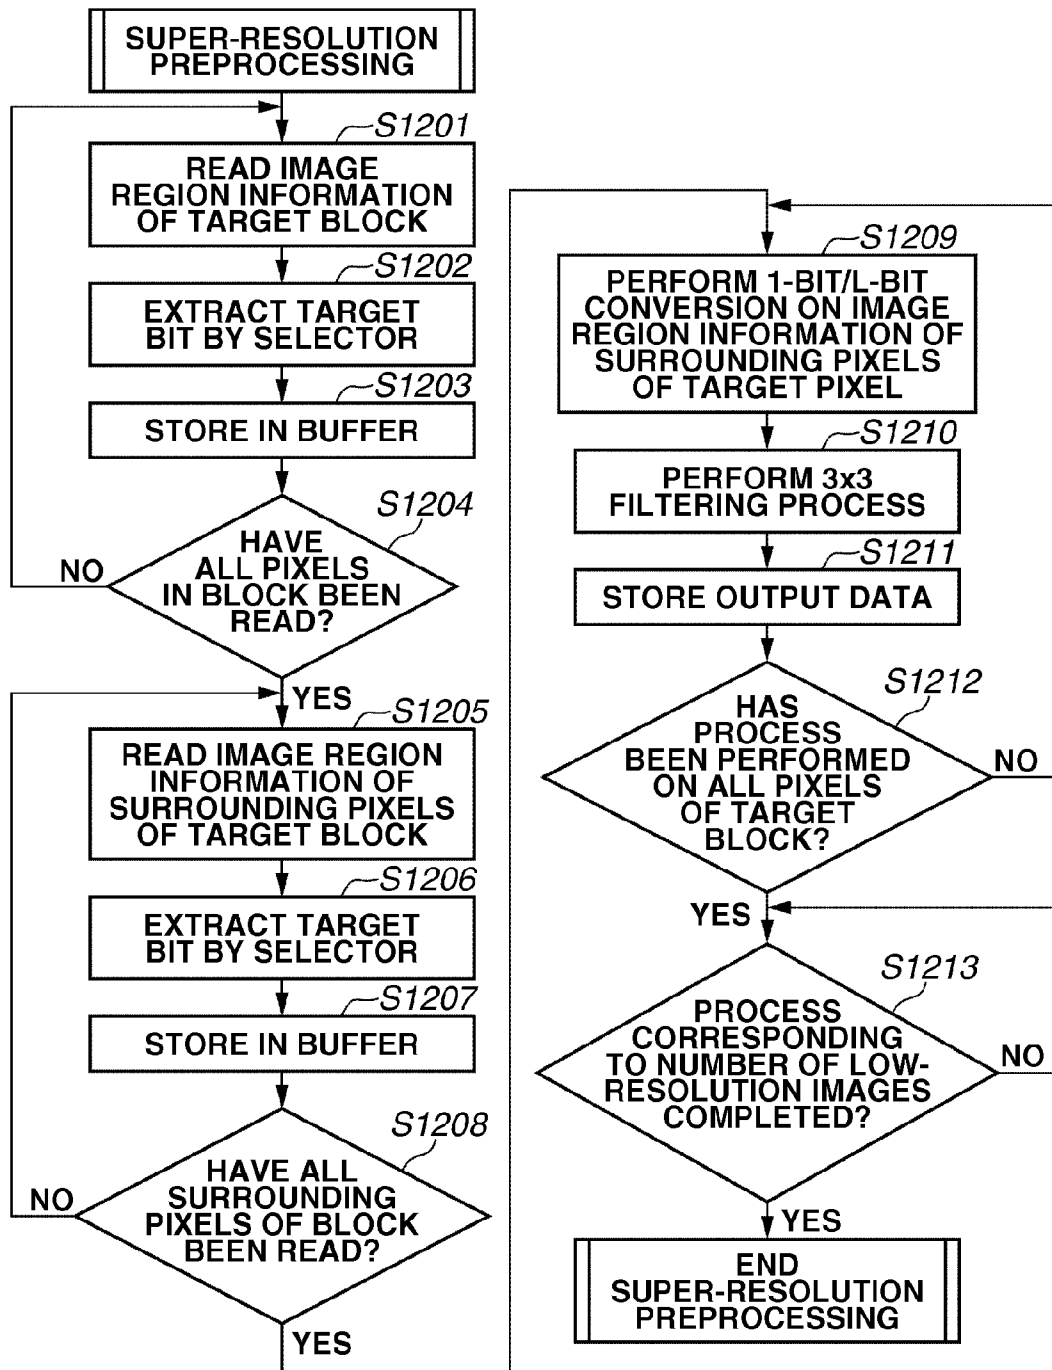 SUPER-RESOLUTION
PREPROCESSING
S1201
READ IMAGE
REGION INFORMATION
OF TARGET BLOCK
S1202
EXTRACT TARGET
BIT BY SELECTOR
S1203
STORE IN BUFFER
S1204
HAVE
ALL PIXELS
IN BLOCK BEEN
READ?
NO
YES
S1205
READ IMAGE REGION
INFORMATION OF
SURROUNDING PIXELS
OF TARGET BLOCK
S1206
EXTRACT TARGET
BIT BY SELECTOR
S1207
STORE IN BUFFER
S1208
HAVE ALL
SURROUNDING
PIXELS OF BLOCK
BEEN READ?
NO
YES
S1209
PERFORM 1-BIT/L-BIT
CONVERSION ON IMAGE
REGION INFORMATION OF
SURROUNDING PIXELS
OF TARGET PIXEL
S1210
PERFORM 3x3
FILTERING PROCESS
S1211
STORE OUTPUT DATA
S1212
HAS
PROCESS
BEEN PERFORMED
ON ALL PIXELS
OF TARGET
BLOCK?
NO
YES
S1213
PROCESS
CORRESPONDING
TO NUMBER OF LOW-
RESOLUTION IMAGES
COMPLETED?
NO
YES
END
SUPER-RESOLUTION
PREPROCESSING